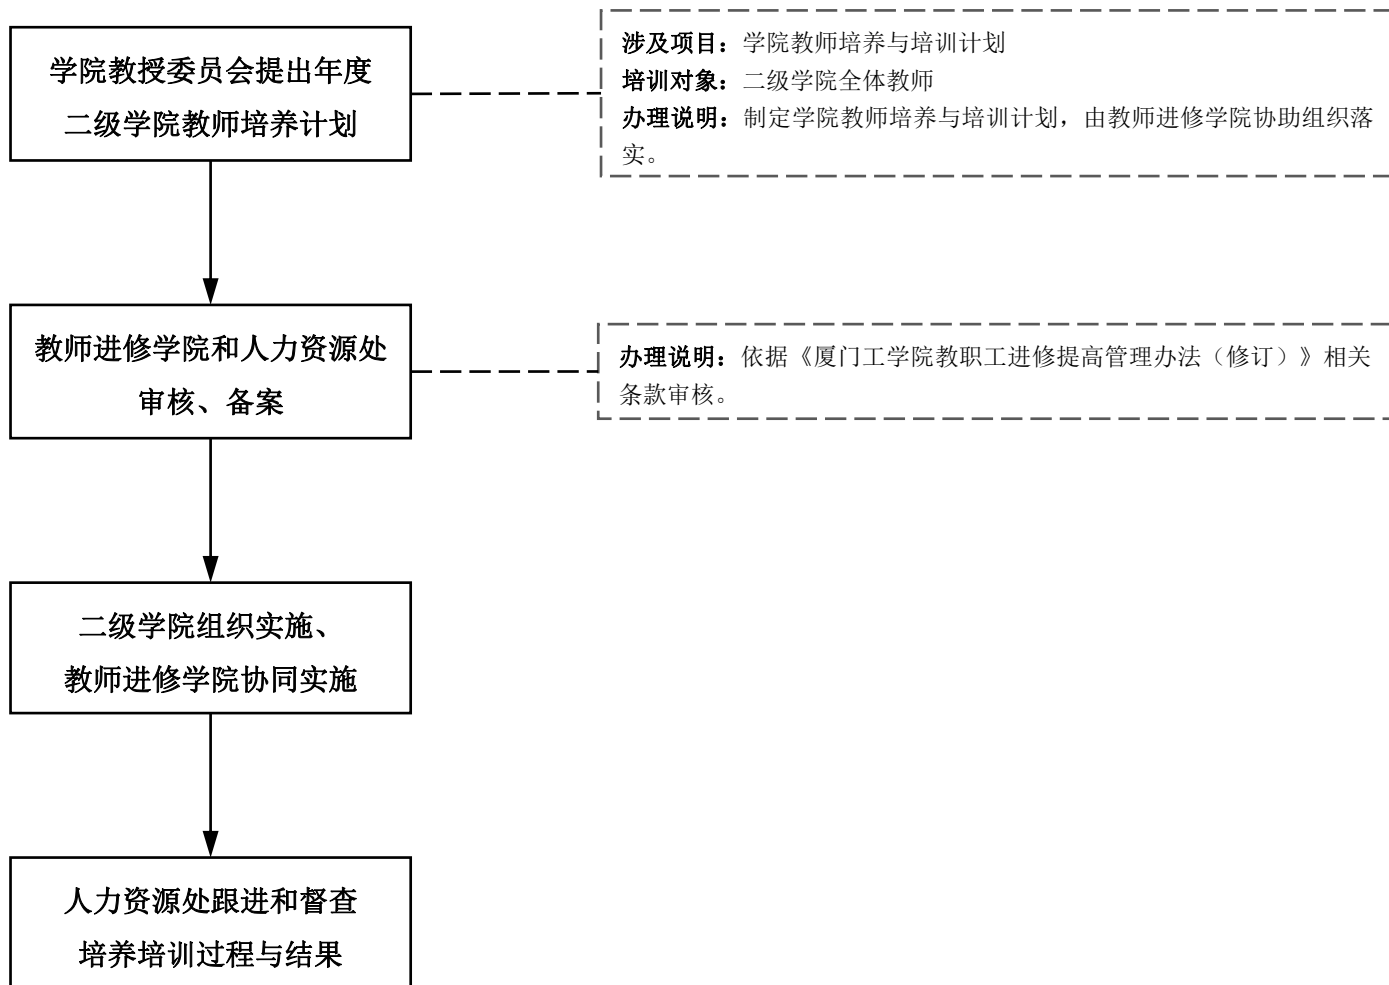 学院教授委员会提出年度
二级学院教师培养计划
涉及项目：学院教师培养与培训计划
培训对象：二级学院全体教师
办理说明：制定学院教师培养与培训计划，由教师进修学院协助组织落
实。
教师进修学院和人力资源处
审核、备案
办理说明：依据《厦门工学院教职工进修提高管理办法（修订）》相关
条款审核。
二级学院组织实施、
教师进修学院协同实施
人力资源处跟进和督查
培养培训过程与结果